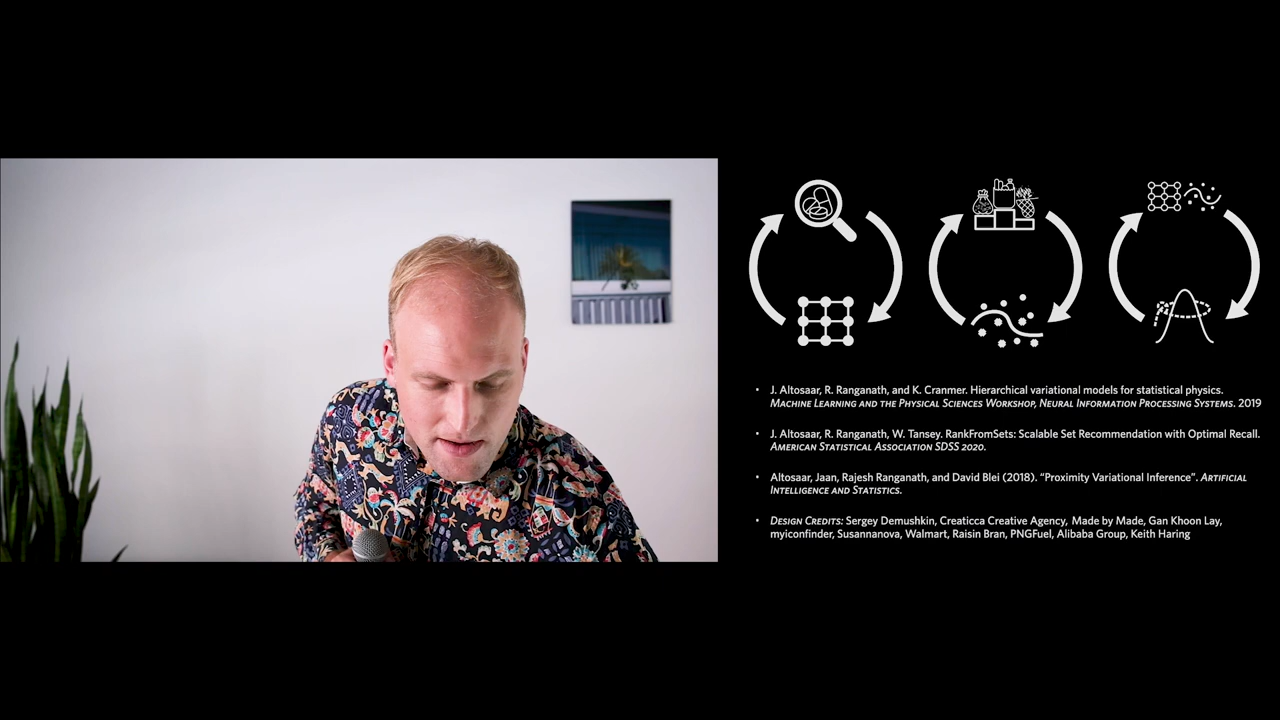 • J. Altosaar, R. Ranganath, and K. Cranmer. Hierarchical variational models for statistical physics.
Machine Learning and the Physical Sciences Workshop, Neural Information Processing Systems. 2019
• J. Altosaar, R. Ranganath, W. Tansey. RankFromSets: Scalable Set Recommendation with Optimal Recall.
American Statistical Association SDSS 2020.
• Altosaar, Jaan, Rajesh Ranganath, and David Blei (2018). “Proximity Variational Inference”. Artificial
Intelligence and Statistics.
• Design Credits: Sergey Demushkin, Creaticca Creative Agency, Made by Made, Gan Khoon Lay,
myiconfinder, Susannanova, Walmart, Raisin Bran, PNGFuel, Alibaba Group, Keith Haring